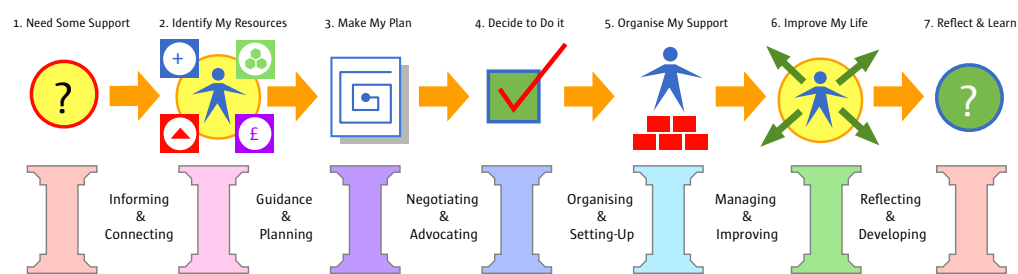 1. Need Some Support
2. Identify My Resources
3. Make My Plan
4. Decide to Do it
5. Organise My Support
6. Improve My Life
7. Reflect & Learn
?
+
£
?
Informing
&
Connecting
Guidance
&
Planning
Negotiating
&
Advocating
Organising
&
Setting-Up
Managing
&
Improving
Reflecting
&
Developing